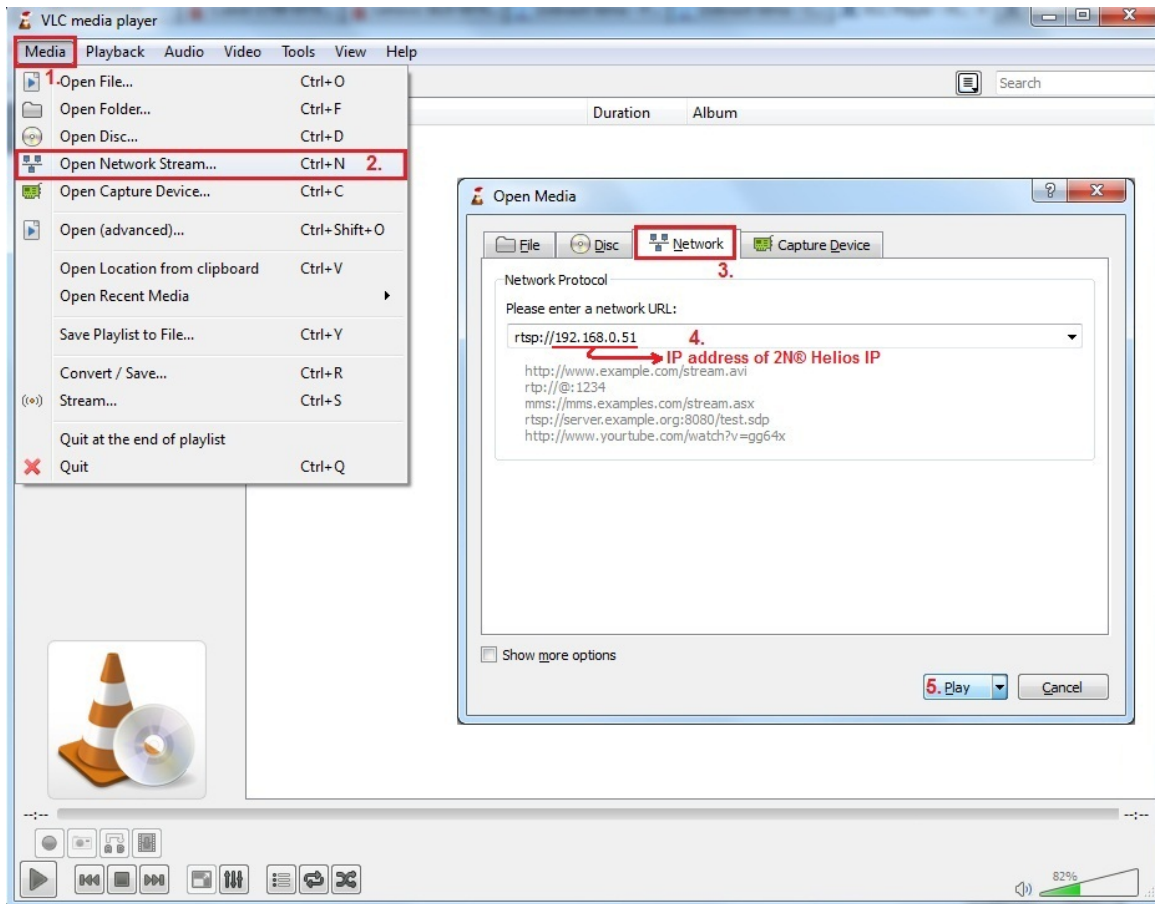 VLC media player
Media Playback Audio Video Tools View Help
1.
Open File... Ctrl+O
Open Folder... Ctrl+F
Open Disc... Ctrl+D
Open Network Stream... Ctrl+N 2.
Open Capture Device... Ctrl+C
Open (advanced)... Ctrl+Shift+O
Open Location from clipboard Ctrl+V
Open Recent Media
Save Playlist to File... Ctrl+Y
Convert / Save... Ctrl+R
Stream... Ctrl+S
Quit at the end of playlist
Quit Ctrl+Q
Search
Duration Album
Open Media
File Disc Network Capture Device
3.
Network Protocol
Please enter a network URL:
rtsp://192.168.0.51 4.
IP address of 2N® Helios IP
http://www.example.com/stream.avi
rtp://@:1234
mms://mms.examples.com/stream.asx
rtsp://server.example.org:8080/test.sdp
http://www.yourtube.com/watch?v=gg64x
Show more options
5. Play Cancel
--:-- --:--
82%